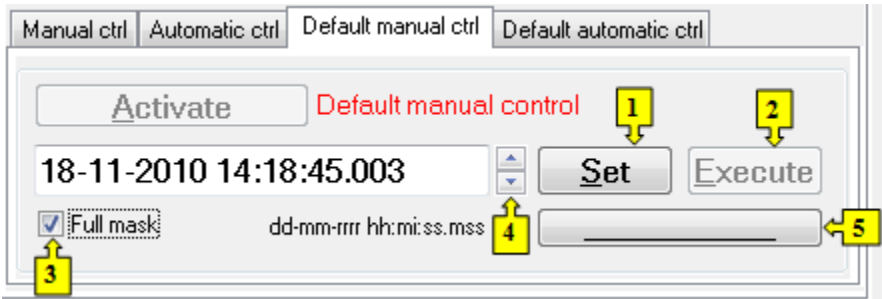 Manual ctrl Automatic ctrl Default manual ctrl Default automatic ctrl
Activate Default manual control 1 2
18-11-2010 14:18:45.003 Set Execute
Full mask dd-mm-rrrr hh:mi:ss.mss 4 5
3